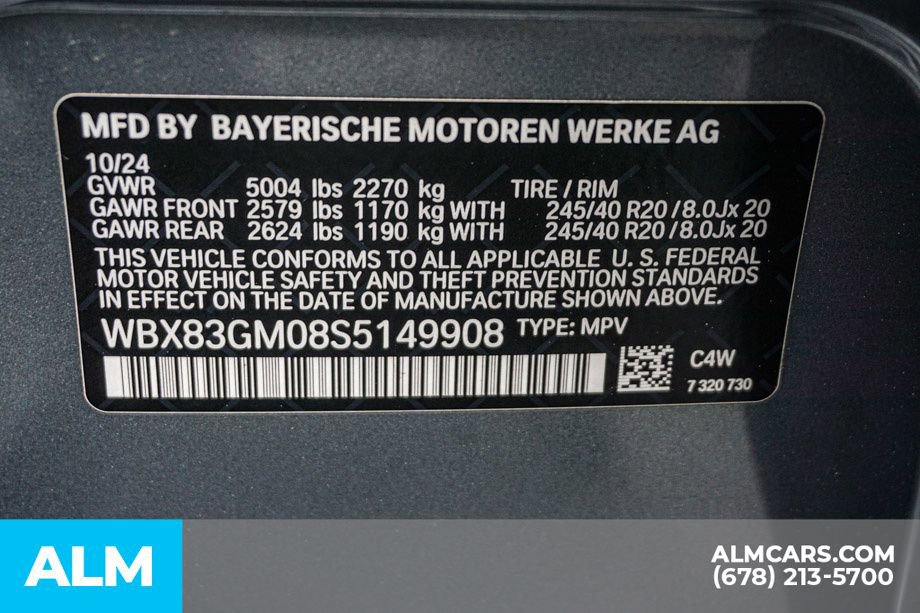 MFD BY BAYERISCHE MOTOREN WERKE AG
10/24
GVWR 5004 lbs 2270 kg TIRE / RIM
GAWR FRONT 2579 lbs 1170 kg WITH 245/40 R20 /8.0Jx 20
GAWR REAR 2624 lbs 1190 kg WITH 245/40 R20 /8.0Jx 20
THIS VEHICLE CONFORMS TO ALL APPLICABLE U. S. FEDERAL
MOTOR VEHICLE SAFETY AND THEFT PREVENTION STANDARDS
IN EFFECT ON THE DATE OF MANUFACTURE SHOWN ABOVE.
WBX83GM08S5149908 TYPE: MPV
C4W
7 320 730
ALM
ALMCARS.COM
(678) 213-5700